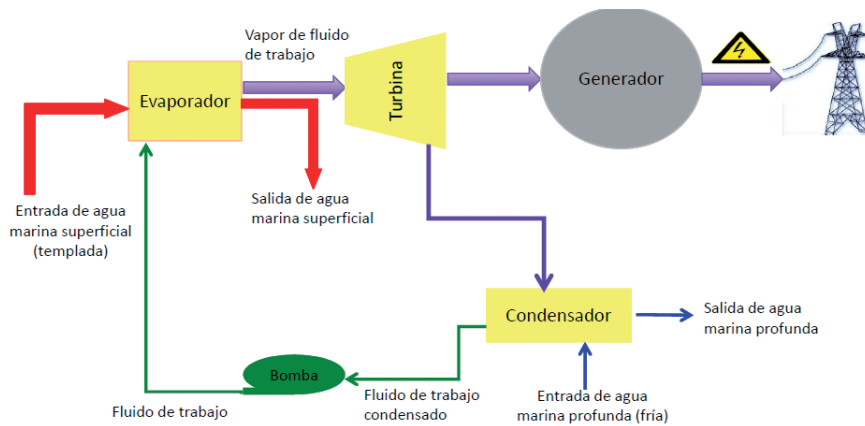 Vapor de fluido
de trabajo
Evaporador
Turbina
Generador
Entrada de agua
marina superficial
(templada)
Salida de agua
marina superficial
Condensador
Salida de agua
marina profunda
Bomba
Fluido de trabajo
Fluido de trabajo
condensado
Entrada de agua
marina profunda (fría)